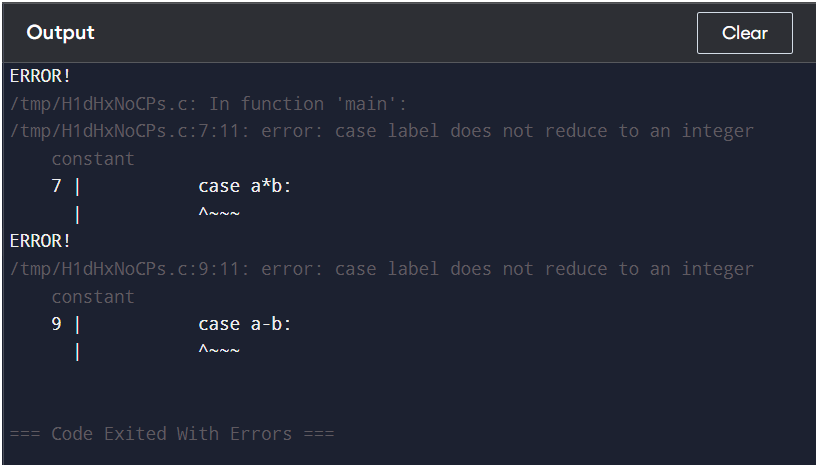 Output
Clear
ERROR!
/tmp/H1dHxNoCPs.c: In function 'main':
/tmp/H1dHxNoCPs.c:7:11: error: case label does not reduce to an integer
constant
7 | case a*b:
| ^~~~
ERROR!
/tmp/H1dHxNoCPs.c:9:11: error: case label does not reduce to an integer
constant
9 | case a-b:
| ^~~~
=== Code Exited With Errors ===